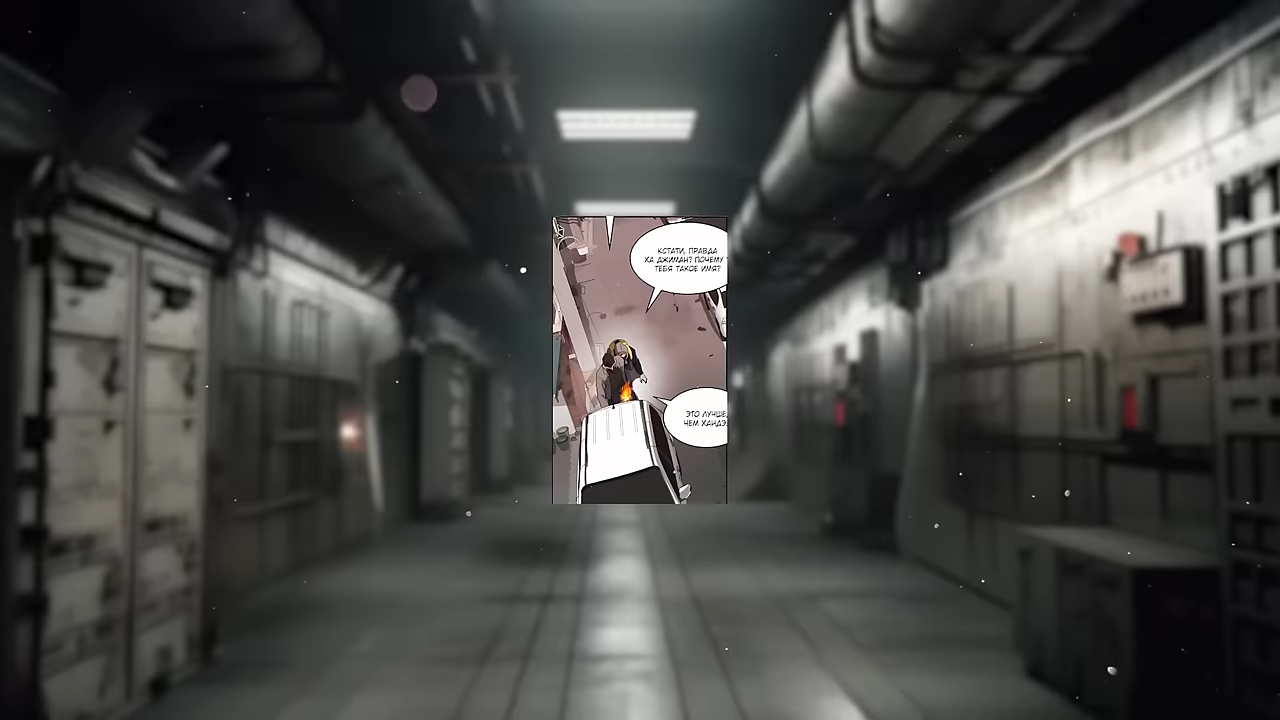 КСТАТИ, ПРАВДА
ХА ДЖИМАН? ПОЧЕМУ
ТЕБЯ ТАКОЕ ИМЯ?
ЭТО ЛУЧШЕ,
ЧЕМ